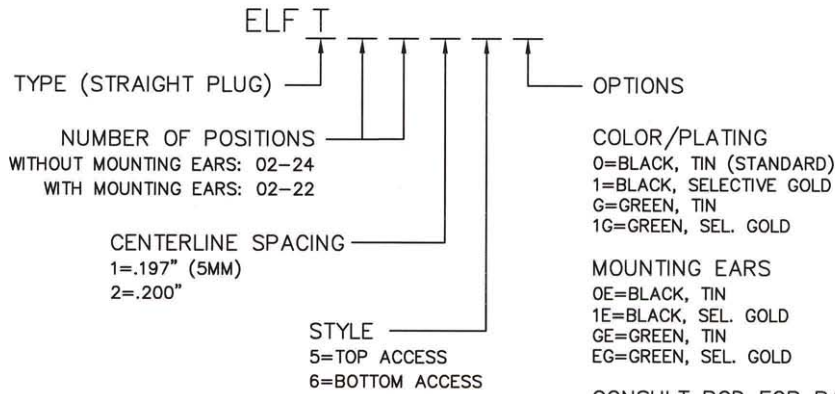 ELF T
TYPE (STRAIGHT PLUG)
NUMBER OF POSITIONS
WITHOUT MOUNTING EARS: 02-24
WITH MOUNTING EARS: 02-22
CENTERLINE SPACING
1=.197" (5MM)
2=.200"
STYLE
5=TOP ACCESS
6=BOTTOM ACCESS
OPTIONS
COLOR/PLATING
0=BLACK, TIN (STANDARD)
1=BLACK, SELECTIVE GOLD
G=GREEN, TIN
1G=GREEN, SEL. GOLD
MOUNTING EARS
0E=BLACK, TIN
1E=BLACK, SEL. GOLD
GE=GREEN, TIN
EG=GREEN, SEL. GOLD